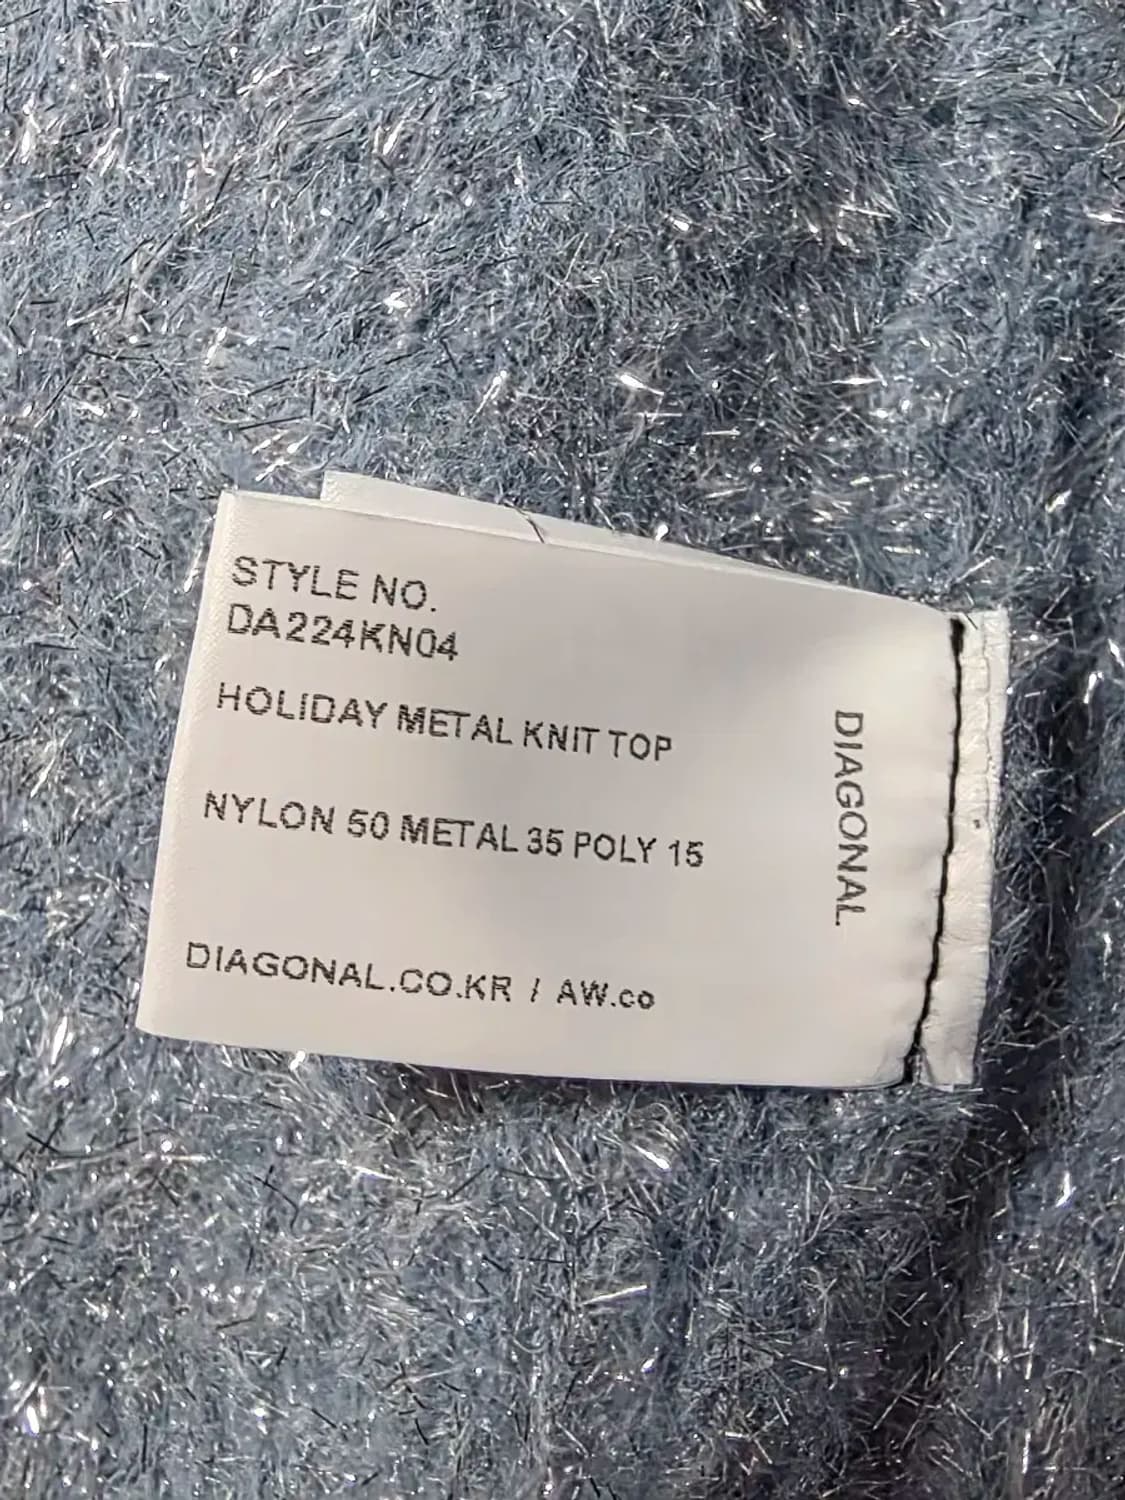 STYLE NO.
DA224KN04
HOLIDAY METAL KNIT TOP
NYLON 50 METAL 35 POLY 15
DIAGONAL.CO.KR / AW.co
DIAGONAL